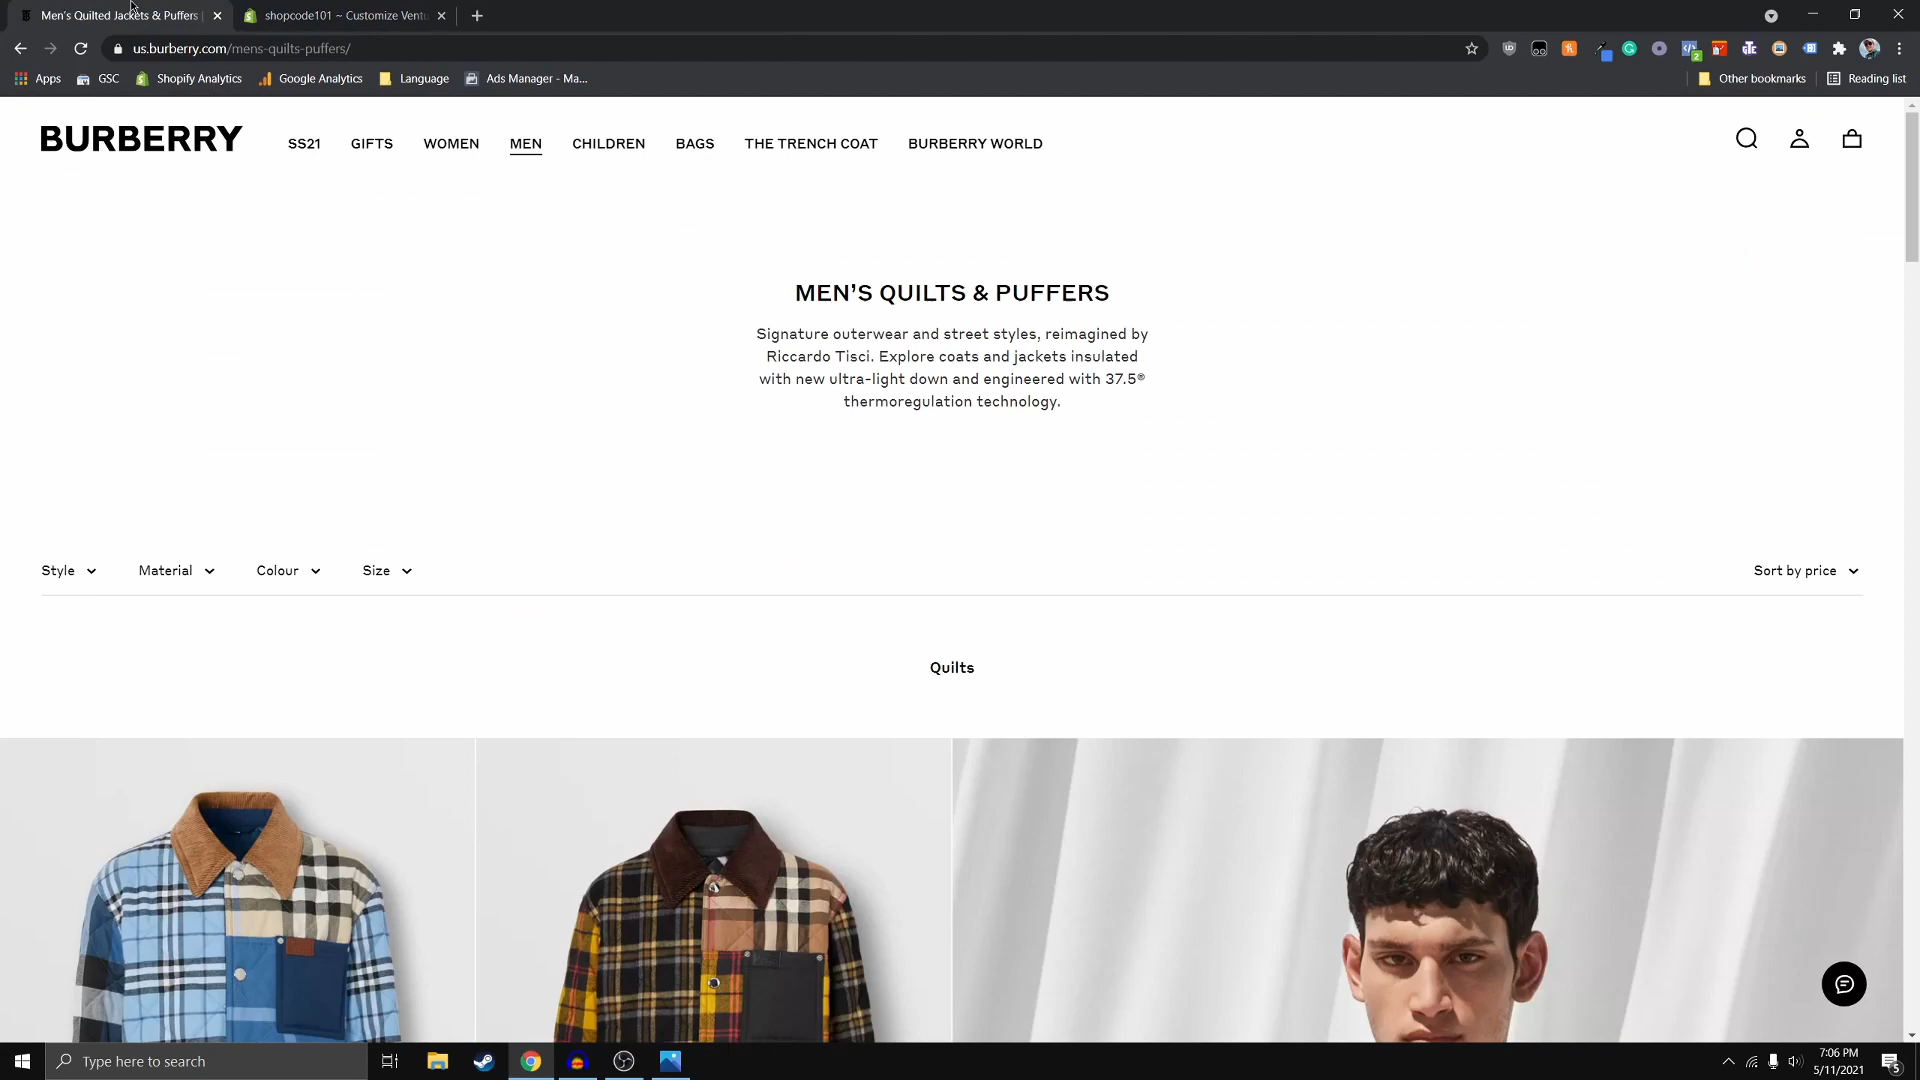 Men's Quilted Jackets & Puffers |
shopcode101 ~ Customize Ventu
us.burberry.com/mens-quilts-puffers/
Apps GSC Shopify Analytics Google Analytics Language Ads Manager - Ma... Other bookmarks Reading list
BURBERRY SS21 GIFTS WOMEN MEN CHILDREN BAGS THE TRENCH COAT BURBERRY WORLD
MEN’S QUILTS & PUFFERS
Signature outerwear and street styles, reimagined by
Riccardo Tisci. Explore coats and jackets insulated
with new ultra-light down and engineered with 37.5®
thermoregulation technology.
Style Material Colour Size Sort by price
Quilts
Type here to search
7:06 PM
5/11/2021
5